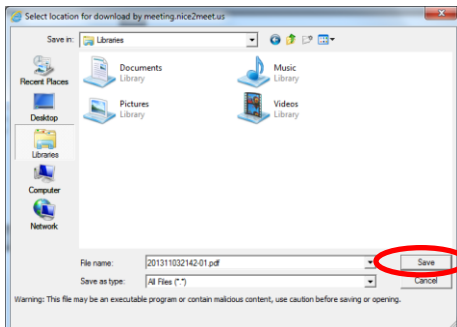 Select location for download by meeting.nice2meet.us
Save in: Libraries
Recent Places
Desktop
Libraries
Computer
Network
Documents
Library
Music
Library
Pictures
Library
Videos
Library
File name: 201311032142-01.pdf Save
Save as type: All Files (*.*) Cancel
Warning: This file may be an executable program or contain malicious content, use caution before saving or opening.